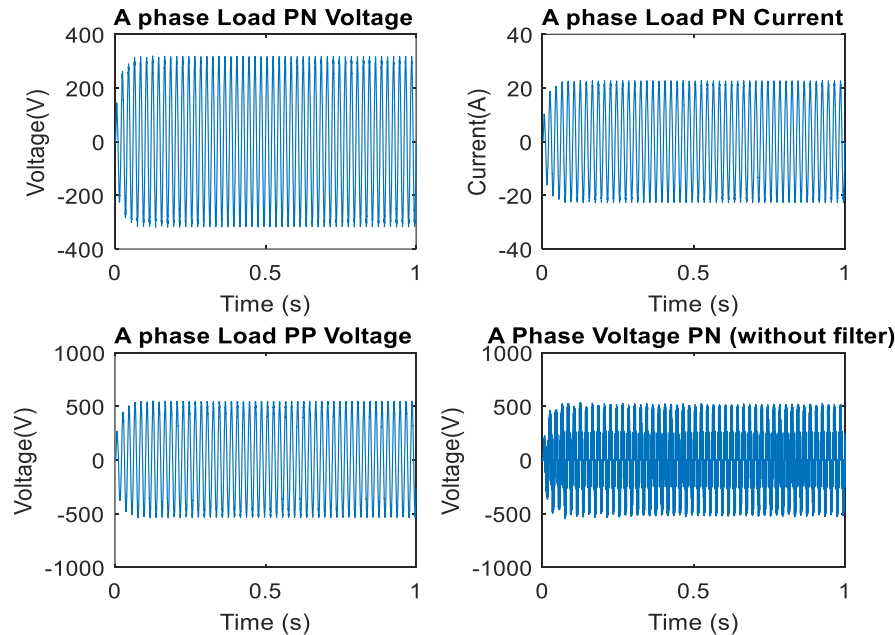 A phase Load PN Voltage
400
200
0
-200
-400
Voltage(V)
0
0.5
1
Time (s)
A phase Load PN Current
40
20
0
-20
-40
Current(A)
0
0.5
1
Time (s)
A phase Load PP Voltage
1000
500
0
-500
-1000
Voltage(V)
0
0.5
1
Time (s)
A Phase Voltage PN (without filter)
1000
500
0
-500
-1000
Voltage(V)
0
0.5
1
Time (s)